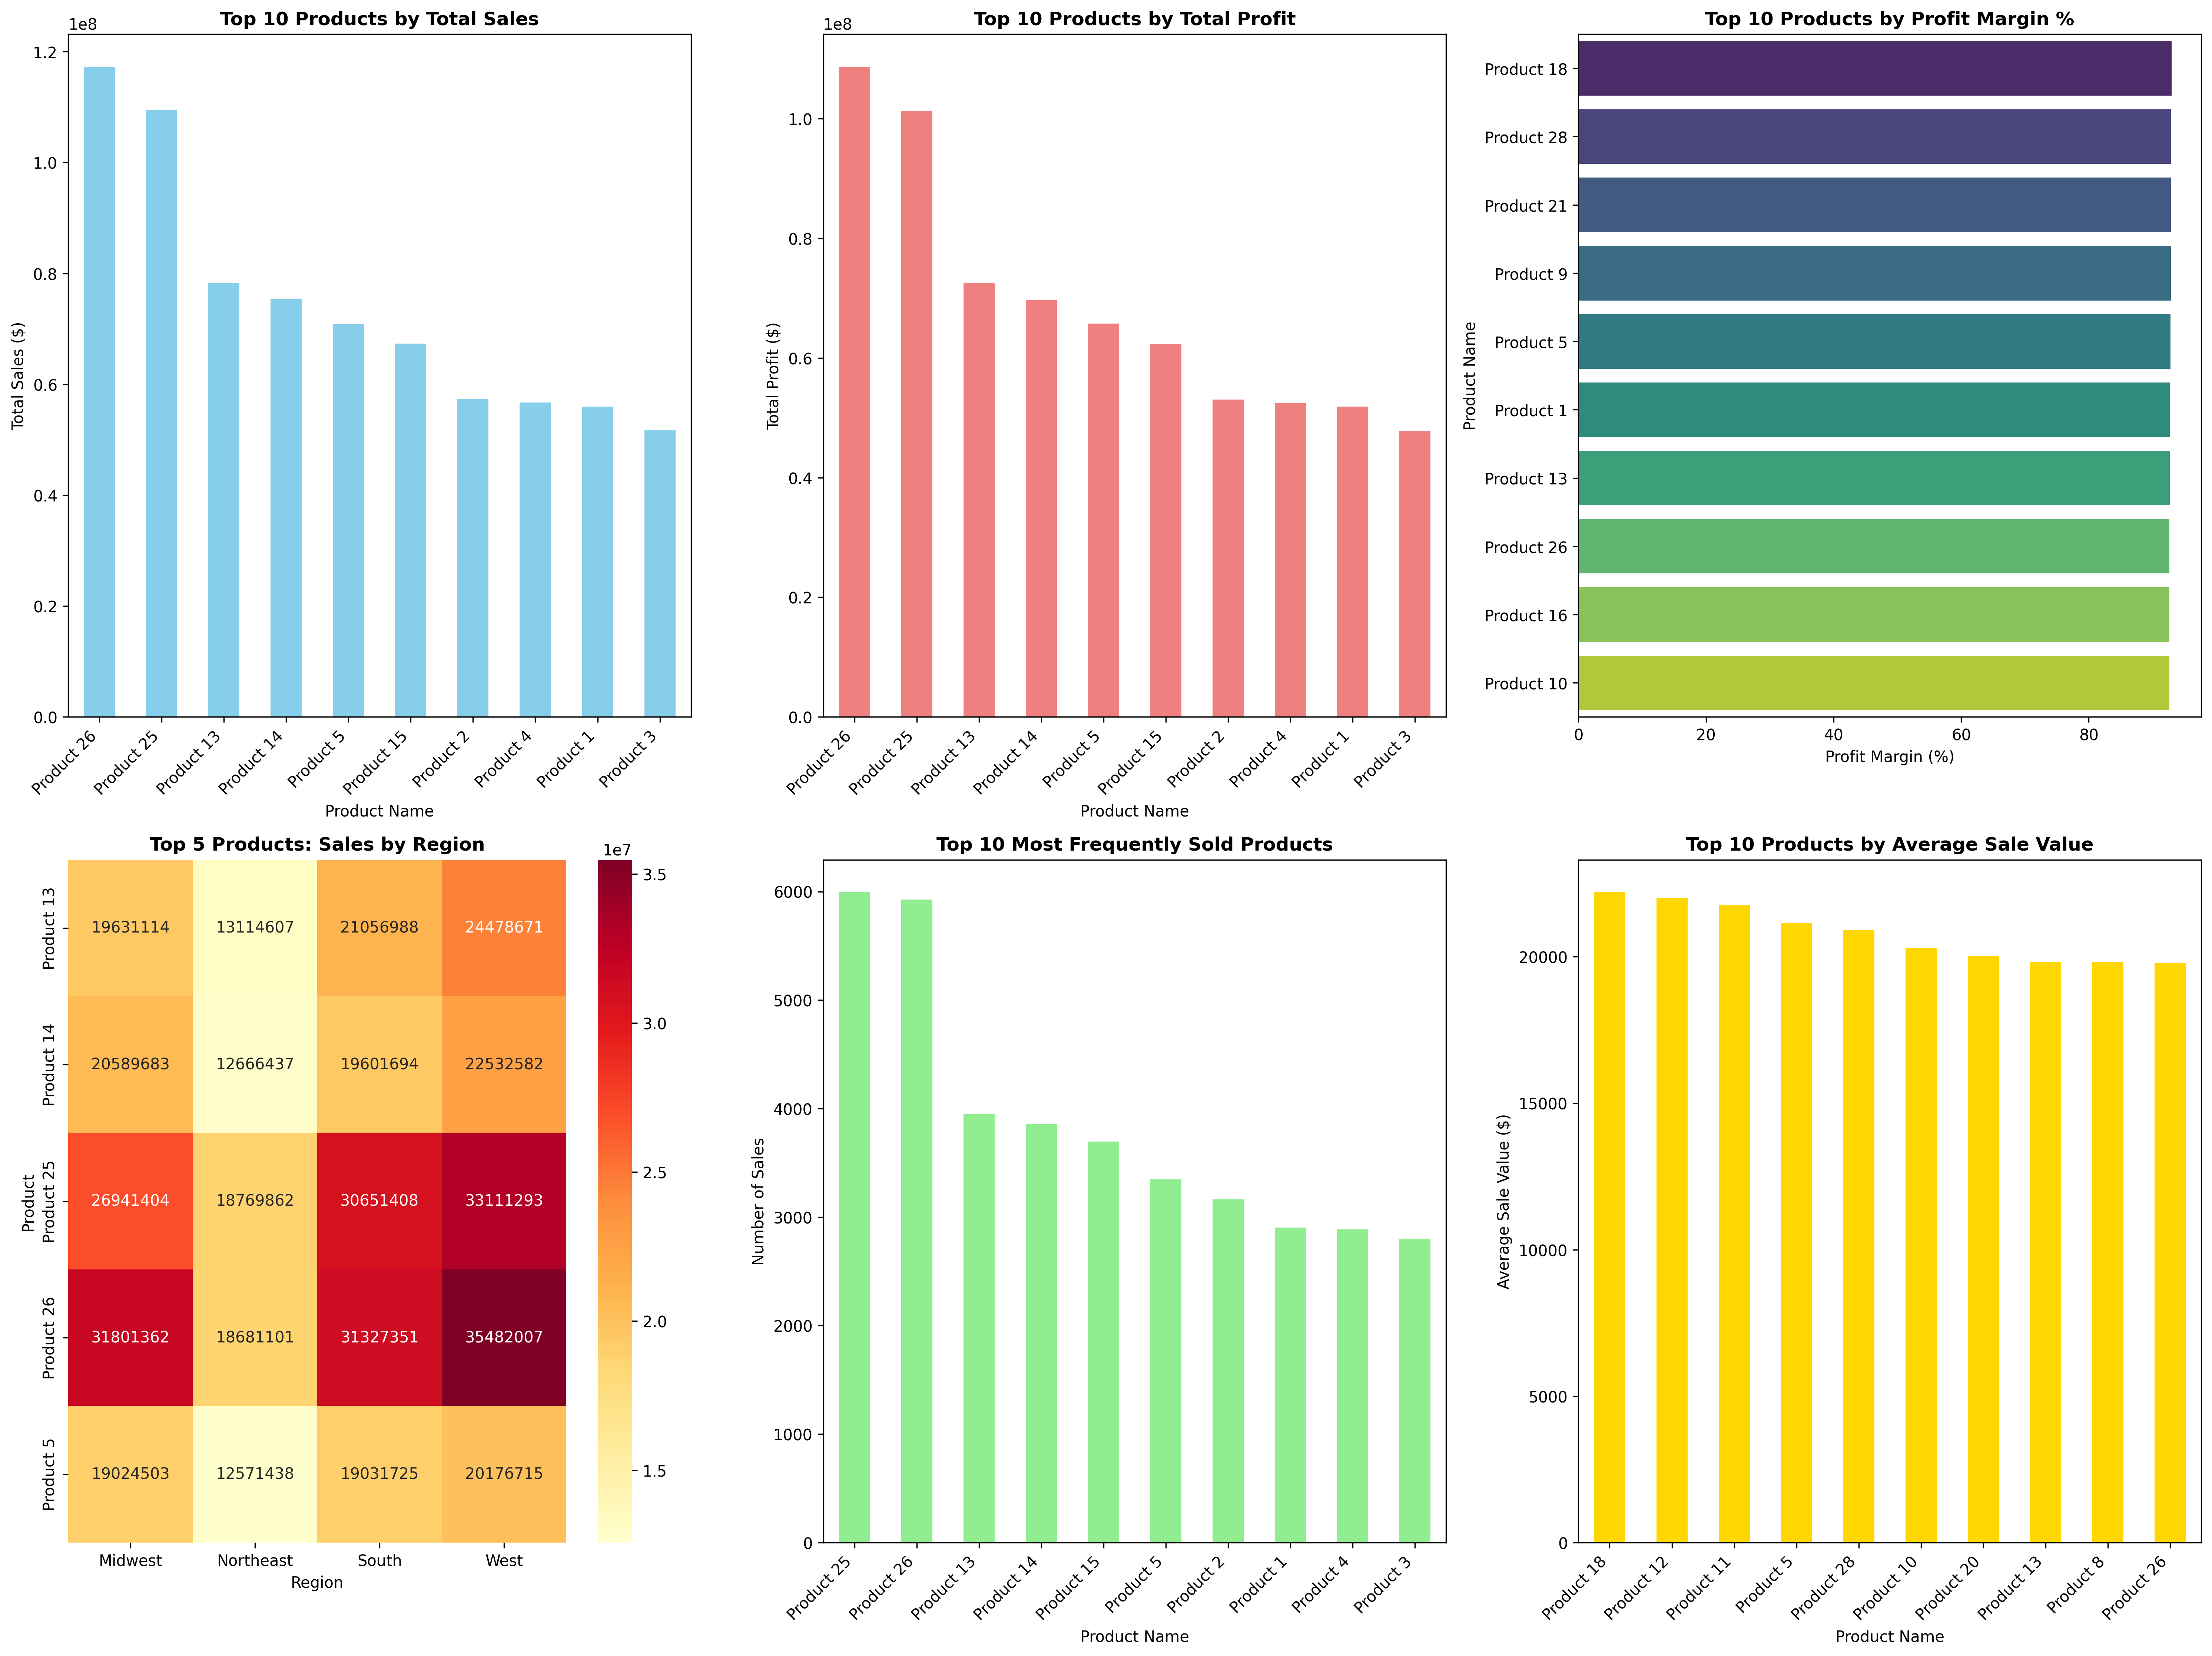 Top 10 Products by Total Sales
1e8
1.2
1.0
0.8
0.6
0.4
0.2
0.0
Total Sales ($)
Product 26
Product 25
Product 13
Product 14
Product 5
Product 15
Product 2
Product 4
Product 1
Product 3
Product Name
Top 10 Products by Total Profit
1e8
1.0
0.8
0.6
0.4
0.2
0.0
Total Profit ($)
Product 26
Product 25
Product 13
Product 14
Product 5
Product 15
Product 2
Product 4
Product 1
Product 3
Product Name
Top 10 Products by Profit Margin %
Product Name
Product 18
Product 28
Product 21
Product 9
Product 5
Product 1
Product 13
Product 26
Product 16
Product 10
0 20 40 60 80
Profit Margin (%)
Top 5 Products: Sales by Region
Product
Product 13
19631114 13114607 21056988 24478671
Product 14
20589683 12666437 19601694 22532582
Product 25
26941404 18769862 30651408 33111293
Product 26
31801362 18681101 31327351 35482007
Product 5
19024503 12571438 19031725 20176715
Midwest Northeast South West
Region
1e7
3.5
3.0
2.5
2.0
1.5
Top 10 Most Frequently Sold Products
6000
5000
4000
3000
2000
1000
0
Number of Sales
Product 25
Product 26
Product 13
Product 14
Product 15
Product 5
Product 2
Product 1
Product 4
Product 3
Product Name
Top 10 Products by Average Sale Value
20000
15000
10000
5000
0
Average Sale Value ($)
Product 18
Product 12
Product 11
Product 5
Product 28
Product 10
Product 20
Product 13
Product 8
Product 26
Product Name